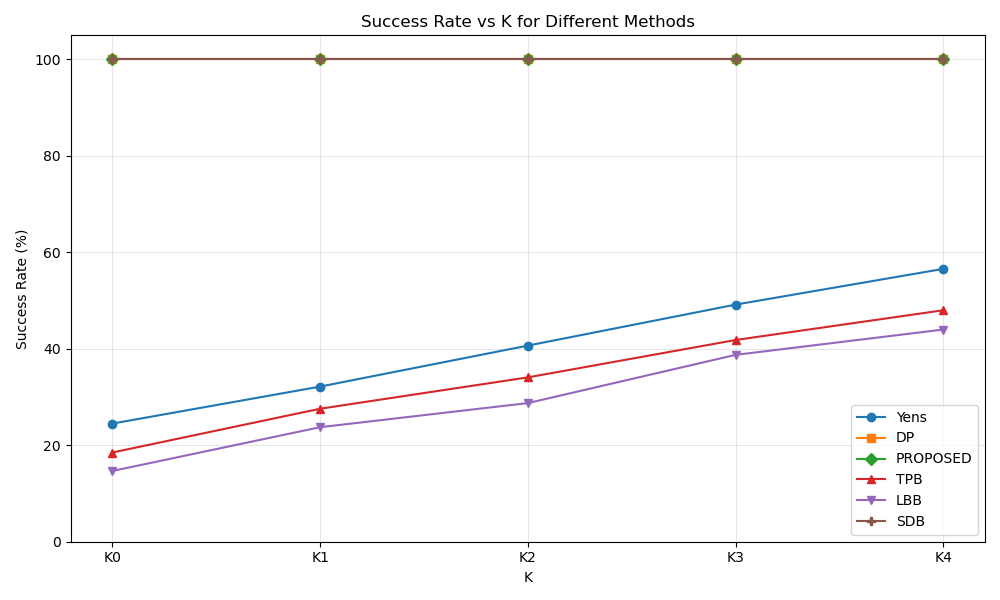 Success Rate vs K for Different Methods
Success Rate (%)
100
80
60
40
20
0
K0 K1 K2 K3 K4
K
Yens
DP
PROPOSED
TPB
LBB
SDB